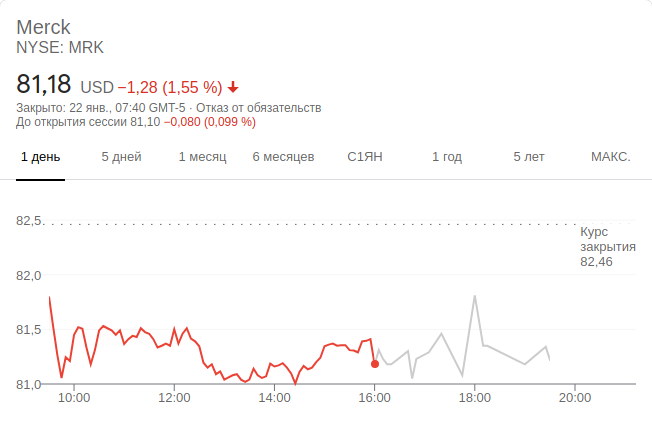 Merck
NYSE: MRK
81,18 USD −1,28 (1,55 %)
Закрыто: 22 янв., 07:40 GMT-5 · Отказ от обязательств
До открытия сессии 81,10 −0,080 (0,099 %)
1 день 5 дней 1 месяц 6 месяцев С1ЯН 1 год 5 лет МАКС.
82,5
Курс
закрытия
82,46
82,0
81,5
81,0
10:00 12:00 14:00 16:00 18:00 20:00